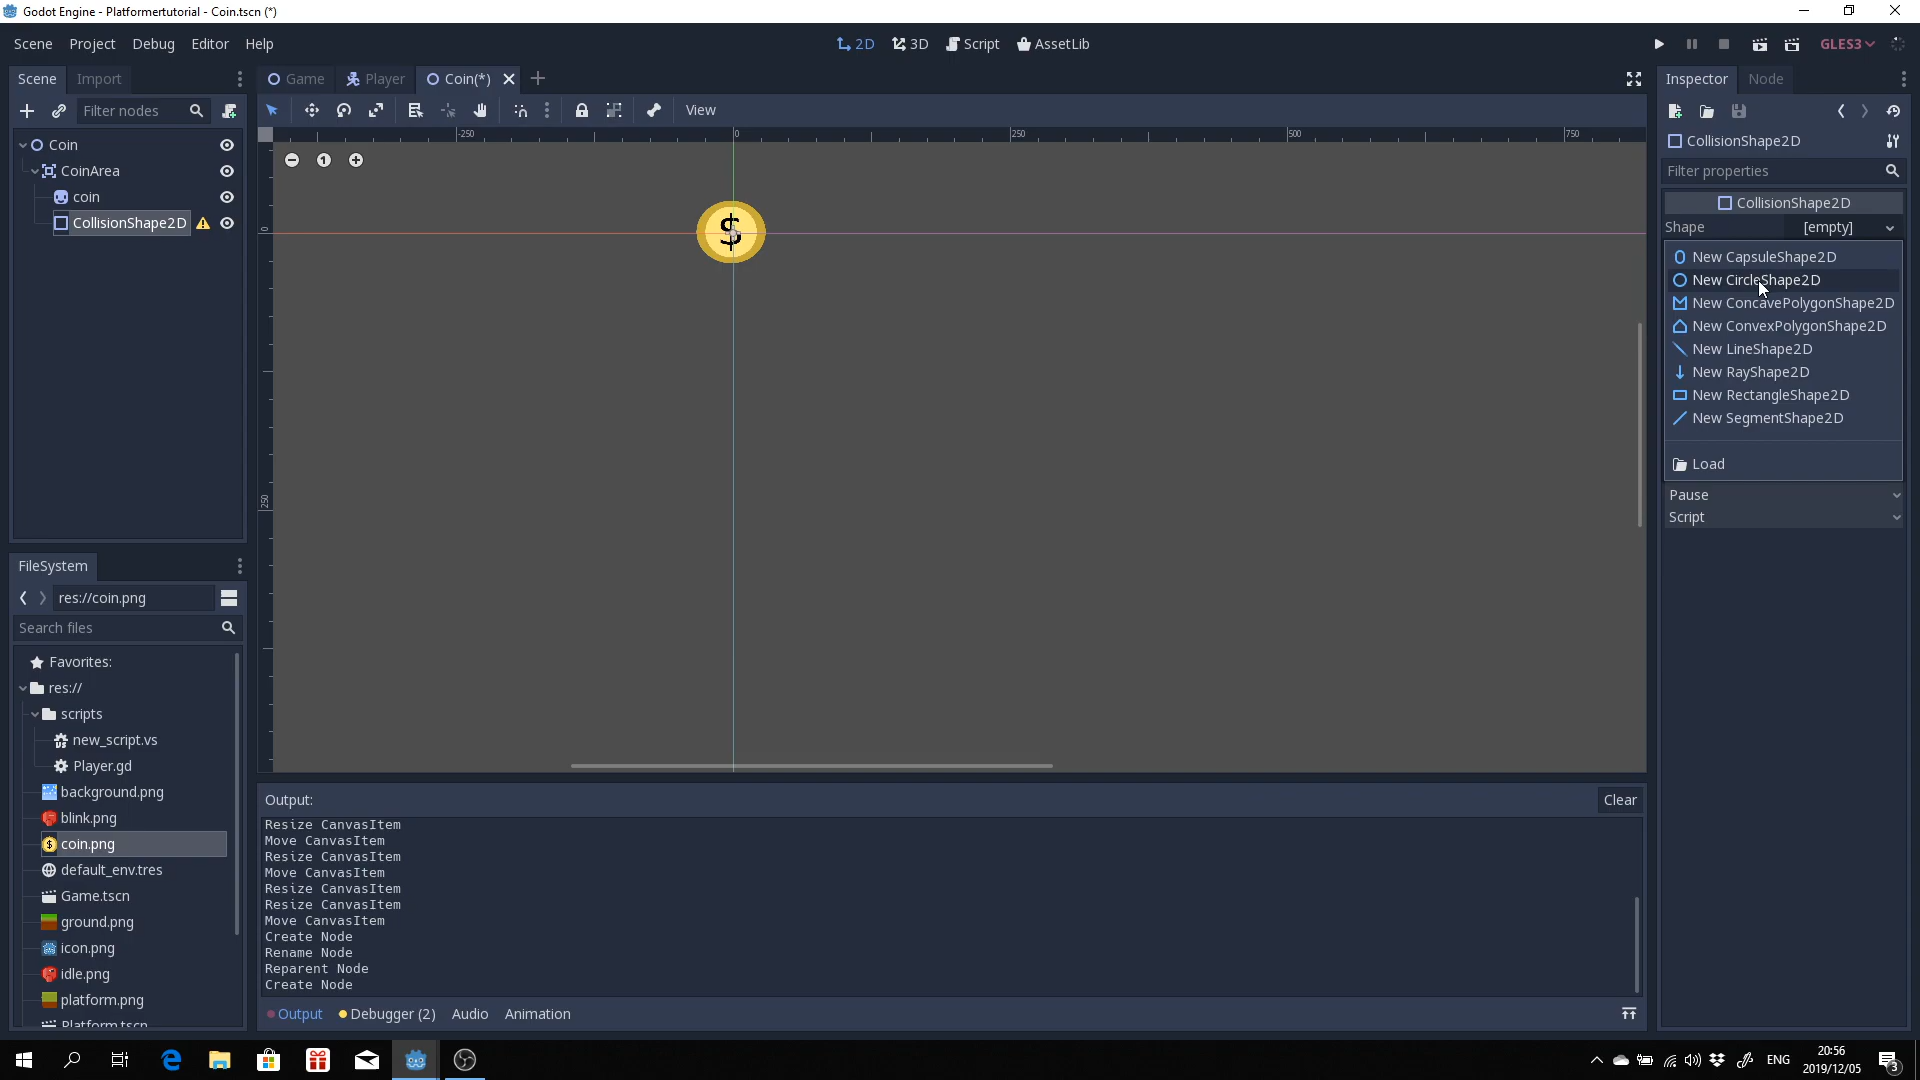 Godot Engine - Platformertutorial - Coin.tscn (*)
Scene Project Debug Editor Help
2D 3D Script AssetLib
GLES3
Scene Import
Game Player Coin(*)
Inspector Node
Filter nodes
View
Coin
CoinArea
coin
CollisionShape2D
-250 0 250 500 750
0
250
1
$
CollisionShape2D
Filter properties
CollisionShape2D
Shape [empty]
New CapsuleShape2D
New CircleShape2D
New ConcavePolygonShape2D
New ConvexPolygonShape2D
New LineShape2D
New RayShape2D
New RectangleShape2D
New SegmentShape2D
Load
Pause
Script
FileSystem
res://coin.png
Search files
Favorites:
res://
scripts
new_script.vs
Player.gd
background.png
blink.png
coin.png
default_env.tres
Game.tscn
ground.png
icon.png
idle.png
platform.png
Platform.tscn
Output:
Clear
Resize CanvasItem
Move CanvasItem
Resize CanvasItem
Move CanvasItem
Resize CanvasItem
Resize CanvasItem
Move CanvasItem
Create Node
Rename Node
Reparent Node
Create Node
Output Debugger (2) Audio Animation
ENG
20:56
2019/12/05
3